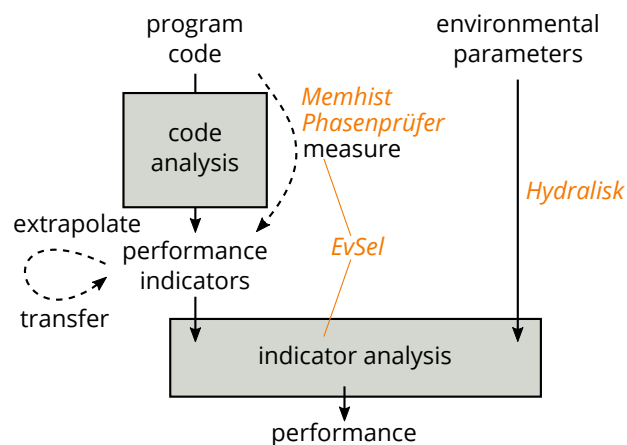 program
code
environmental
parameters
Memhist
Phasenprüfer
measure
code
analysis
Hydralisk
extrapolate
performance
indicators
EvSel
transfer
indicator analysis
performance